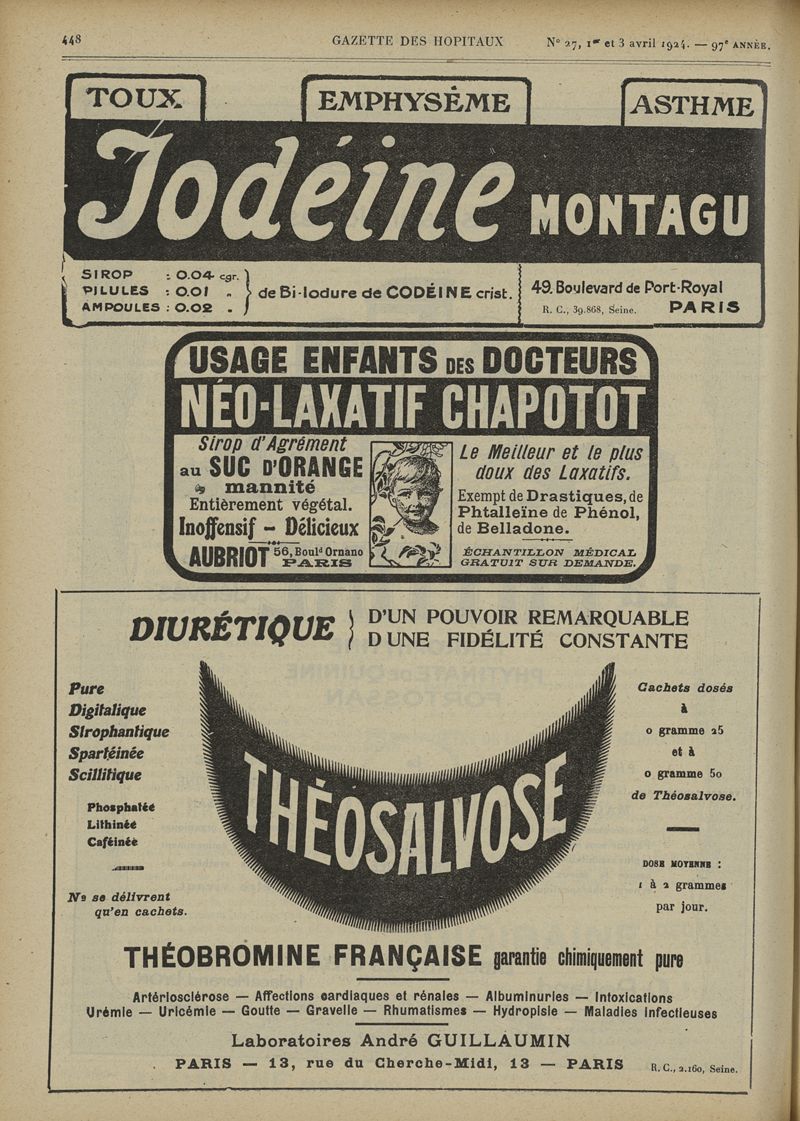 448 GAZETTE DES HOPITAUX N° 27, 1er et 3 avril 1924. — 97e ANNÉE.
TOUX EMPHYSÉME ASTHME
Iodéine MONTAGU
SIROP : 0.04 cgr.
PILULES : 0.01 „
AMPOULES : 0.02 „
de Bi-Iodure de CODÉINE crist.
49. Boulevard de Port-Royal
R. C., 39.868, Seine. PARIS
USAGE ENFANTS DES DOCTEURS
NÉO-LAXATIF CHAPOTOT
Sirop d'Agrément
au SUC D'ORANGE
mannité
Entièrement végétal.
Inoffensif - Délicieux
AUBRIOT 56, Bould Ornano
PARIS
Le Meilleur et le plus
doux des Laxatifs.
Exempt de Drastiques, de
Phtalleïne de Phénol,
de Belladone.
ÉCHANTILLON MÉDICAL
GRATUIT SUR DEMANDE.
DIURÉTIQUE
D'UN POUVOIR REMARQUABLE
D UNE FIDÉLITÉ CONSTANTE
Pure
Digitalique
Strophantique
Spartéinée
Scillitique
Phosphatée
Lithinée
Caféinée
Ne se délivrent
qu'en cachets.
THÉOSALVOSE
Cachets dosés
à
0 gramme 25
et à
0 gramme 50
de Théosalvose.
DOSE MOYENNE :
1 à 2 grammes
par jour.
THÉOBROMINE FRANÇAISE garantie chimiquement pure
Artériosclérose — Affections cardiaques et rénales — Albuminuries — Intoxications
Urémie — Uricémie — Goutte — Gravelle — Rhumatismes — Hydropisie — Maladies infectieuses
Laboratoires André GUILLAUMIN
PARIS — 13, rue du Cherche-Midi, 13 — PARIS R. C., 2.160, Seine.